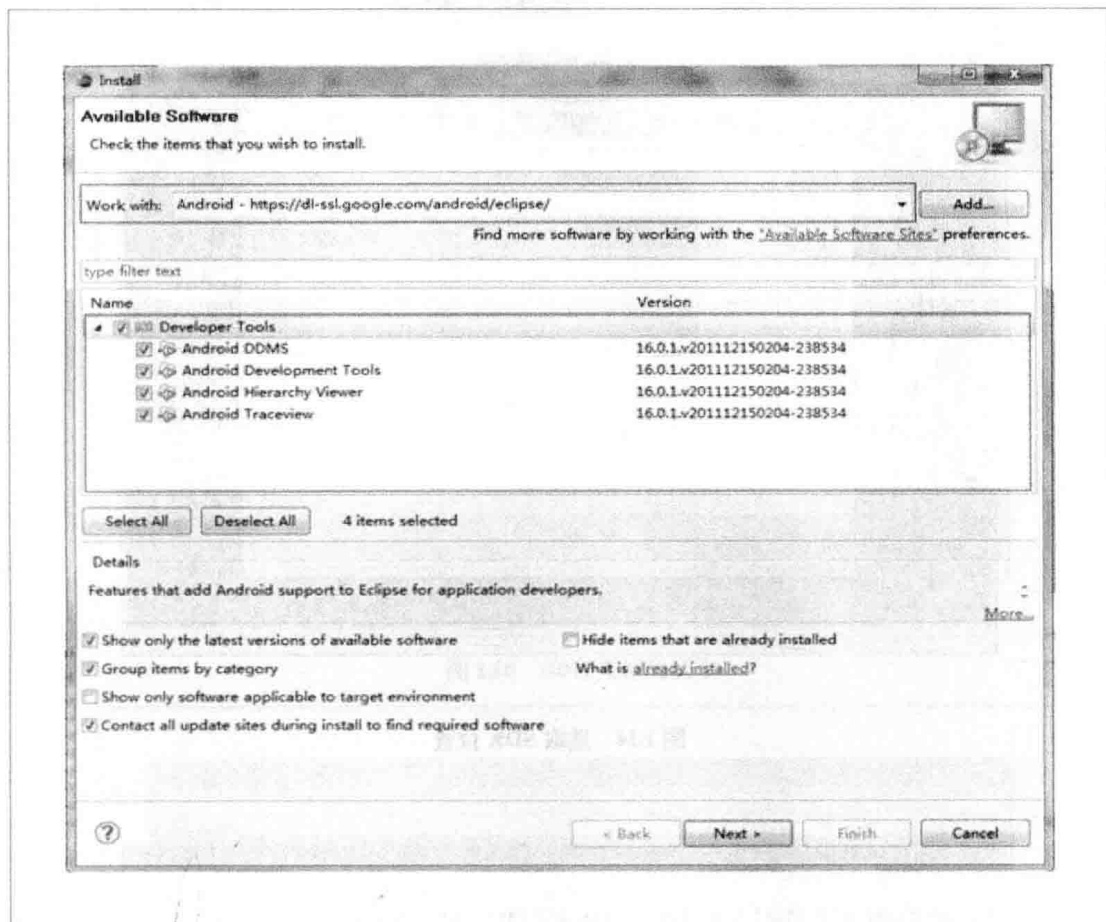 Install
Available Software
Check the items that you wish to install.
Work with: Android - https://dl-ssl.google.com/android/eclipse/ Add...
Find more software by working with the "Available Software Sites" preferences.
type filter text
Name Version
Developer Tools
Android DDMS 16.0.1.v201112150204-238534
Android Development Tools 16.0.1.v201112150204-238534
Android Hierarchy Viewer 16.0.1.v201112150204-238534
Android Traceview 16.0.1.v201112150204-238534
Select All Deselect All 4 items selected
Details
Features that add Android support to Eclipse for application developers.
More...
Show only the latest versions of available software Hide items that are already installed
Group items by category What is already installed?
Show only software applicable to target environment
Contact all update sites during install to find required software
? < Back Next > Finish Cancel